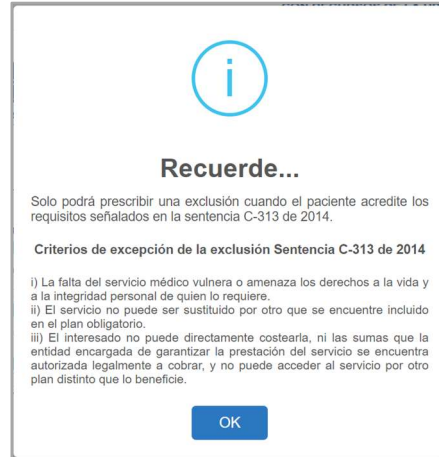 Recuerde...
Solo podrá prescribir una exclusión cuando el paciente acredite los
requisitos señalados en la sentencia C-313 de 2014.
Criterios de excepción de la exclusión Sentencia C-313 de 2014
i) La falta del servicio médico vulnera o amenaza los derechos a la vida y
a la integridad personal de quien lo requiere.
ii) El servicio no puede ser sustituido por otro que se encuentre incluido
en el plan obligatorio.
iii) El interesado no puede directamente costearla, ni las sumas que la
entidad encargada de garantizar la prestación del servicio se encuentra
autorizada legalmente a cobrar, y no puede acceder al servicio por otro
plan distinto que lo beneficie.
OK